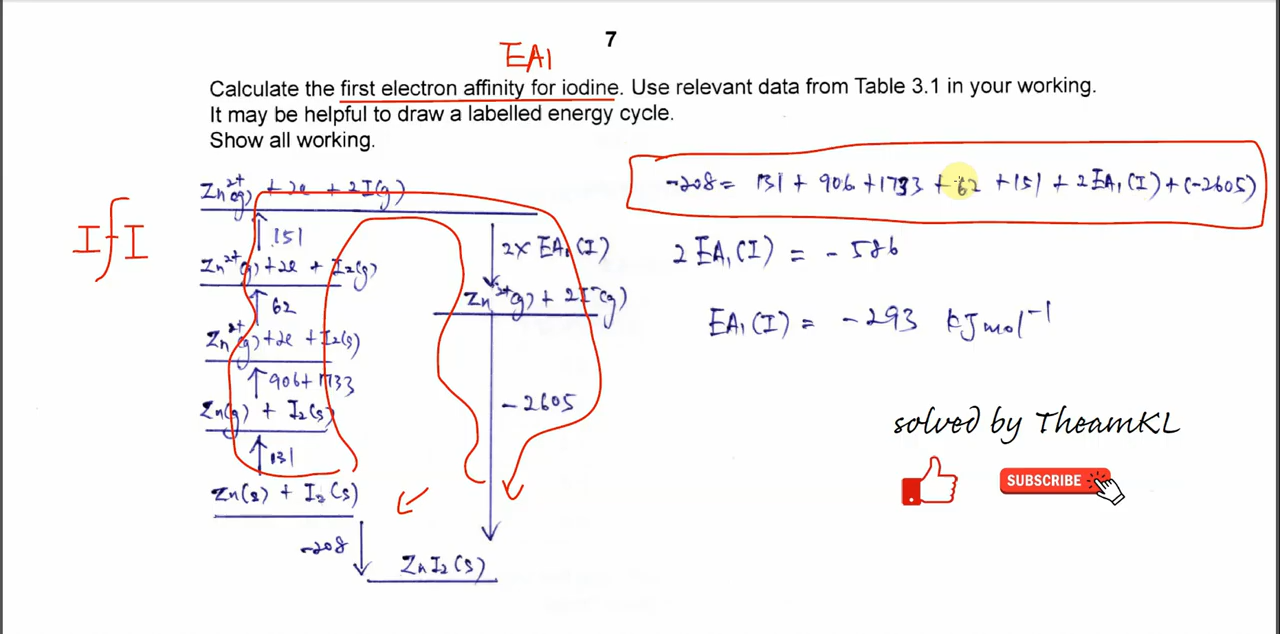 7
EA1
Calculate the first electron affinity for iodine. Use relevant data from Table 3.1 in your working.
It may be helpful to draw a labelled energy cycle.
Show all working.
Zn²⁺(g) + 2e + 2I(g)
-208 = 131 + 906 + 1733 + 62 + 151 + 2EA₁(I) + (-2605)
IfI
151
2× EA₁(I)
2EA₁(I) = -586
Zn²⁺(g) + 2e + I₂(g)
62
Zn²⁺(g) + 2I⁻(g)
EA₁(I) = -293 kJmol⁻¹
Zn²⁺(g) + 2e + I₂(s)
906+1733
-2605
Zn(g) + I₂(s)
solved by TheamKL
131
SUBSCRIBE
Zn(s) + I₂(s)
-208
ZnI₂(s)